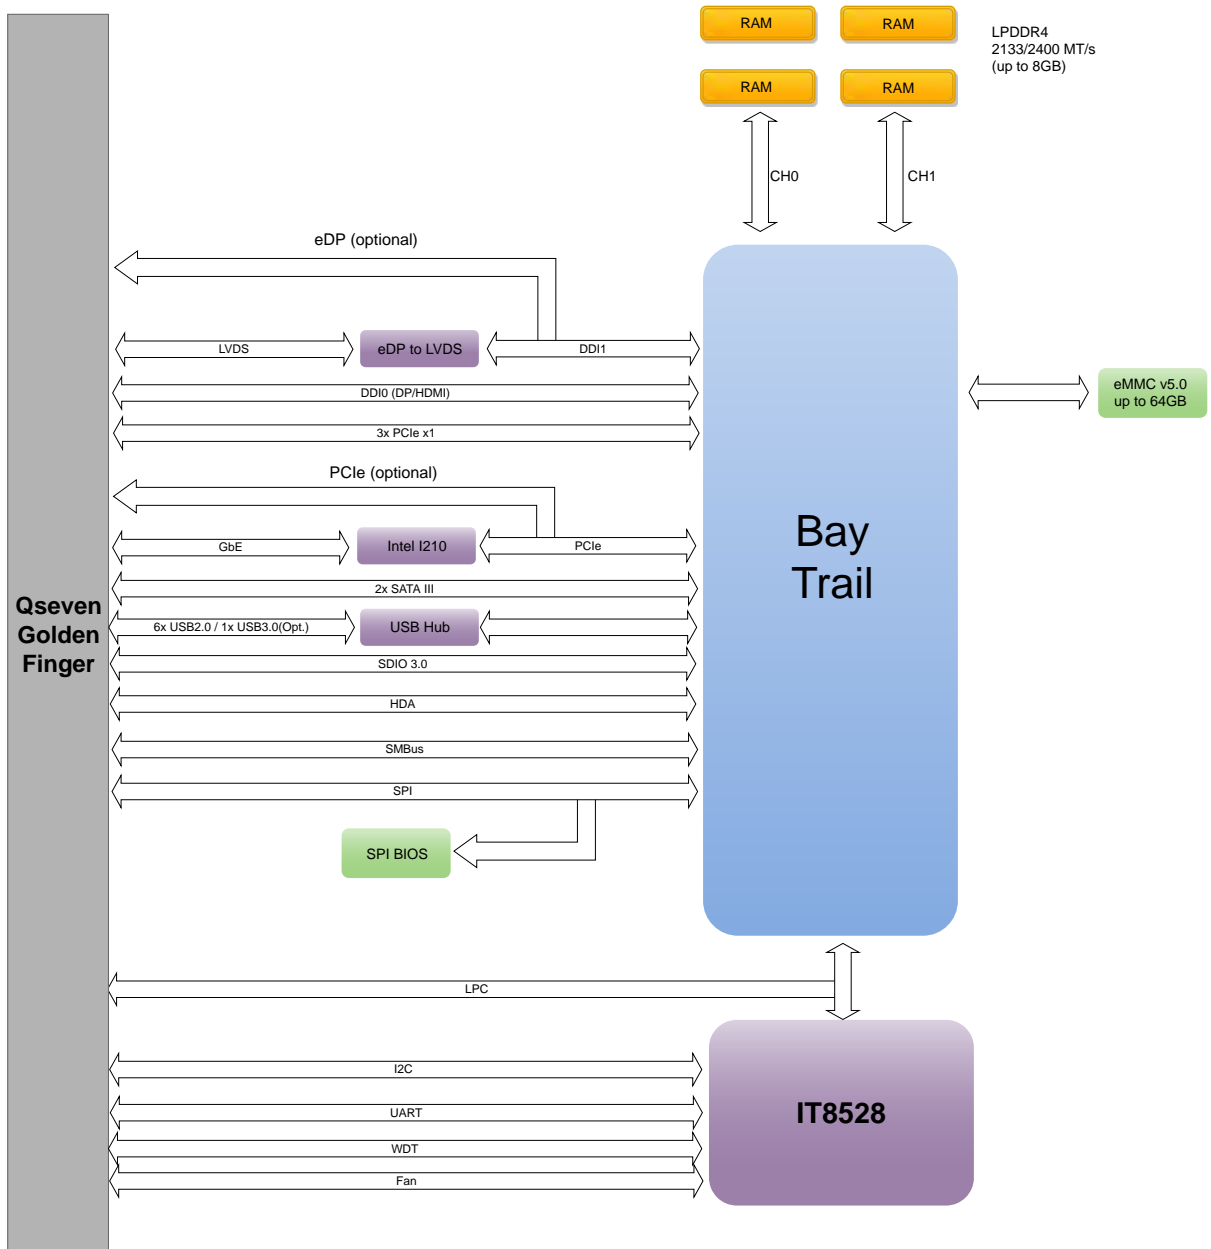 RAM
RAM
LPDDR4
2133/2400 MT/s
(up to 8GB)
RAM
RAM
CH0
CH1
eDP (optional)
LVDS
eDP to LVDS
DDI1
DDI0 (DP/HDMI)
eMMC v5.0
up to 64GB
3x PCIe x1
PCIe (optional)
GbE
Intel I210
PCIe
Bay
Trail
2x SATA III
Qseven
Golden
Finger
6x USB2.0 / 1x USB3.0(Opt.)
USB Hub
SDIO 3.0
HDA
SMBus
SPI
SPI BIOS
LPC
I2C
UART
IT8528
WDT
Fan